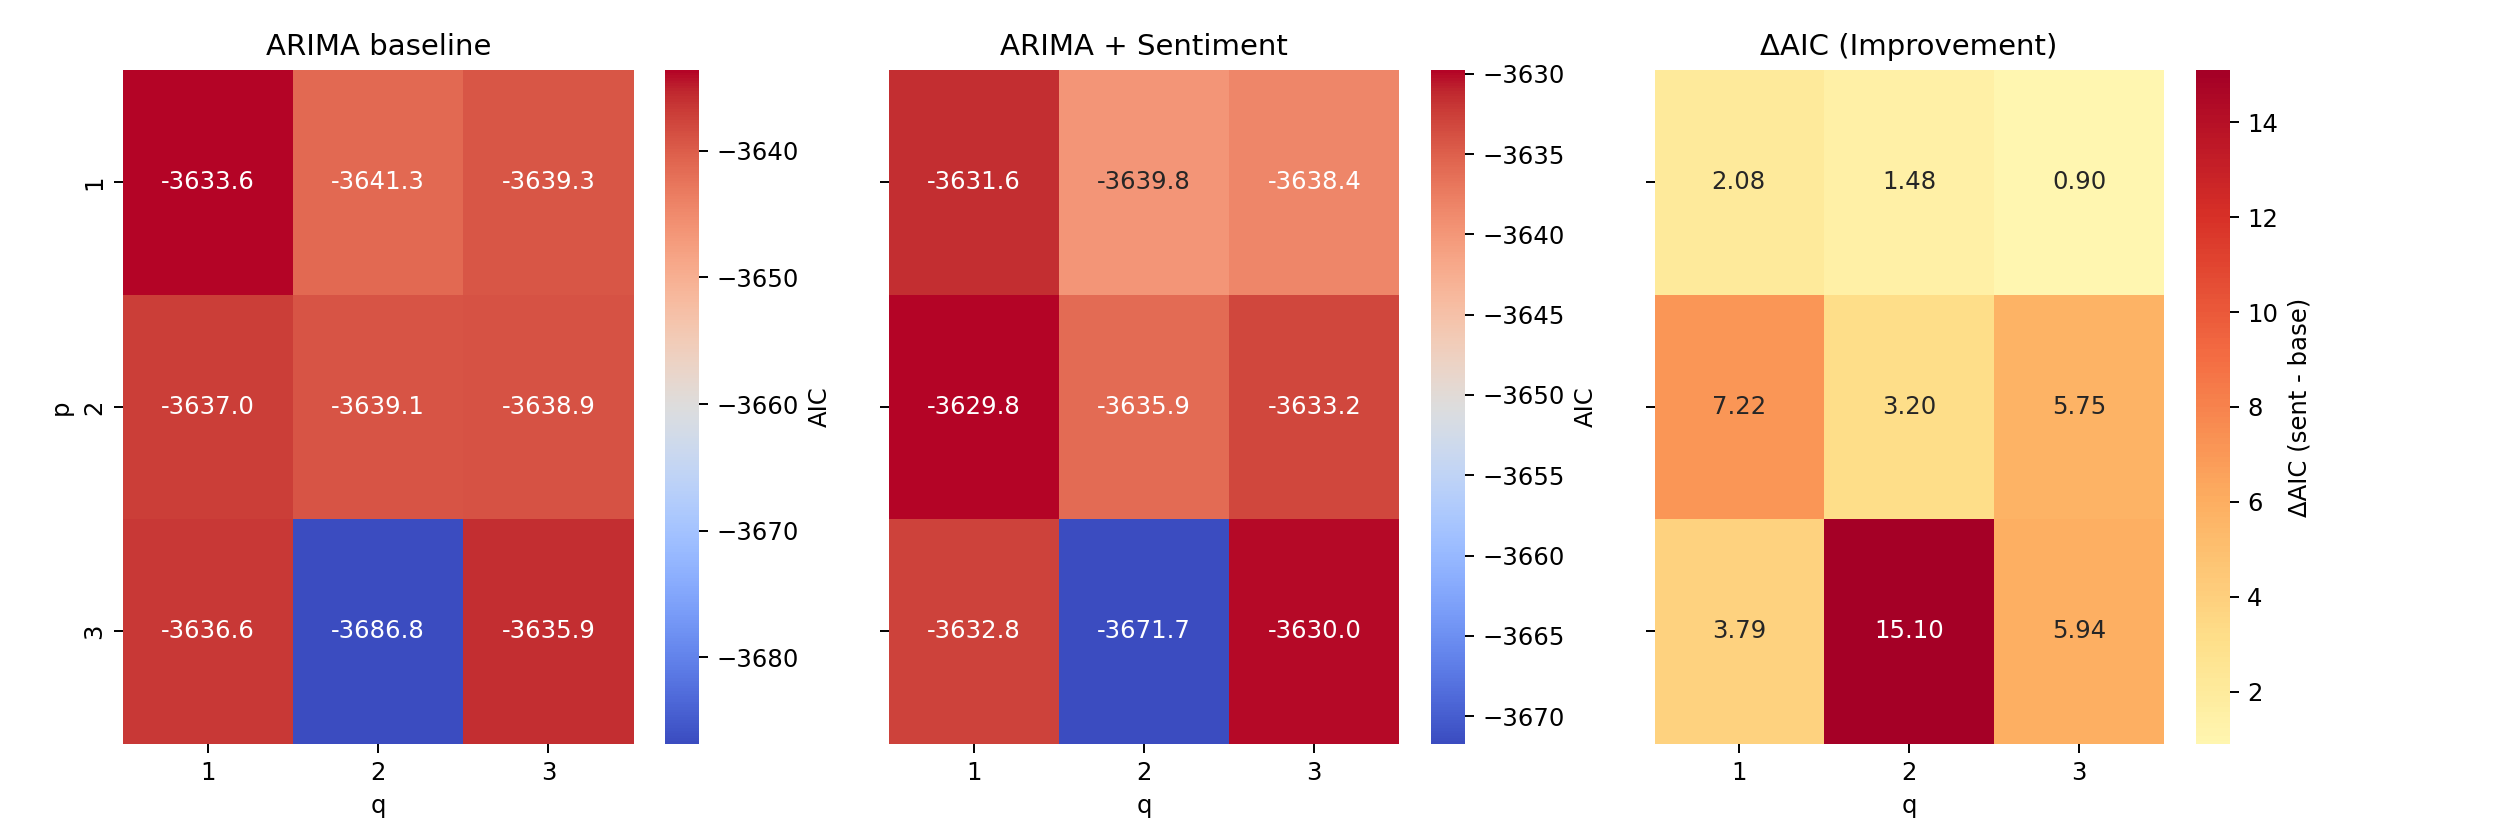 ARIMA baseline
ARIMA + Sentiment
ΔAIC (Improvement)
p
1
2
3
-3633.6 -3641.3 -3639.3
-3637.0 -3639.1 -3638.9
-3636.6 -3686.8 -3635.9
1 2 3
q
−3640
−3650
−3660
−3670
−3680
AIC
-3631.6 -3639.8 -3638.4
-3629.8 -3635.9 -3633.2
-3632.8 -3671.7 -3630.0
1 2 3
q
−3630
−3635
−3640
−3645
−3650
−3655
−3660
−3665
−3670
AIC
2.08 1.48 0.90
7.22 3.20 5.75
3.79 15.10 5.94
1 2 3
q
14
12
10
8
6
4
2
ΔAIC (sent - base)